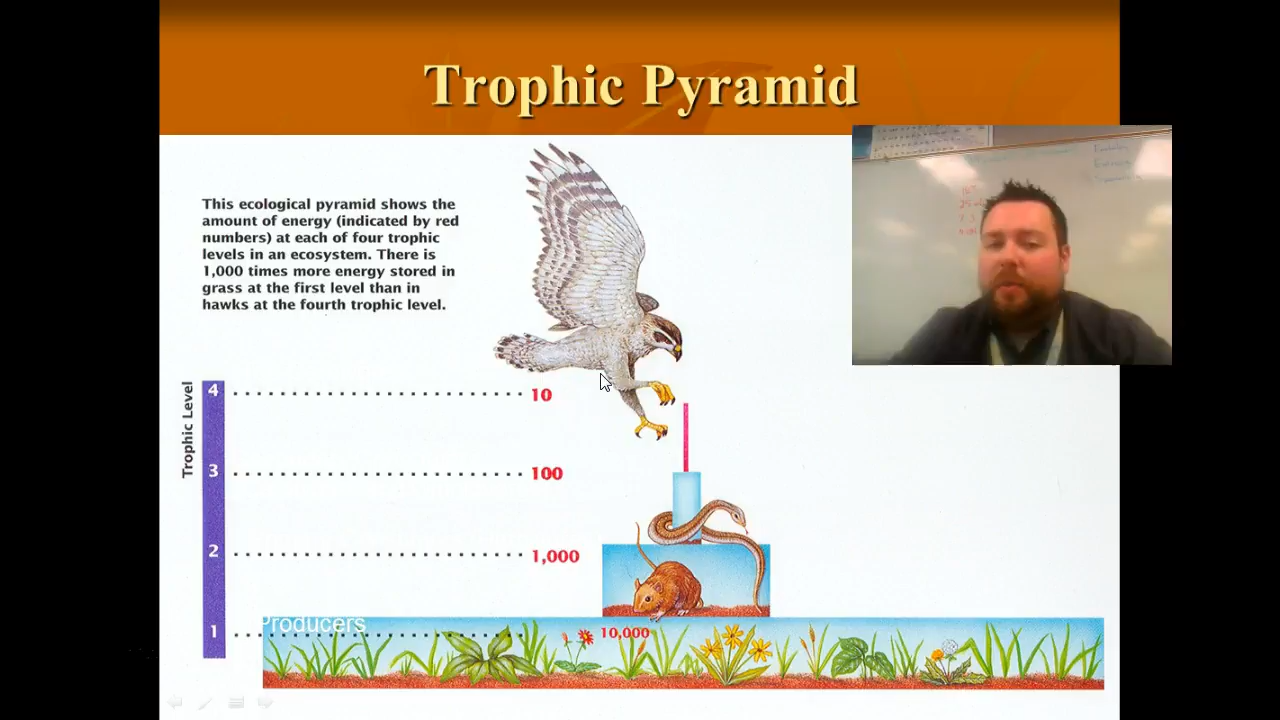 Trophic Pyramid
This ecological pyramid shows the
amount of energy (indicated by red
numbers) at each of four trophic
levels in an ecosystem. There is
1,000 times more energy stored in
grass at the first level than in
hawks at the fourth trophic level.
Trophic Level
4
10
3
100
2
1,000
Producers
1
10,000